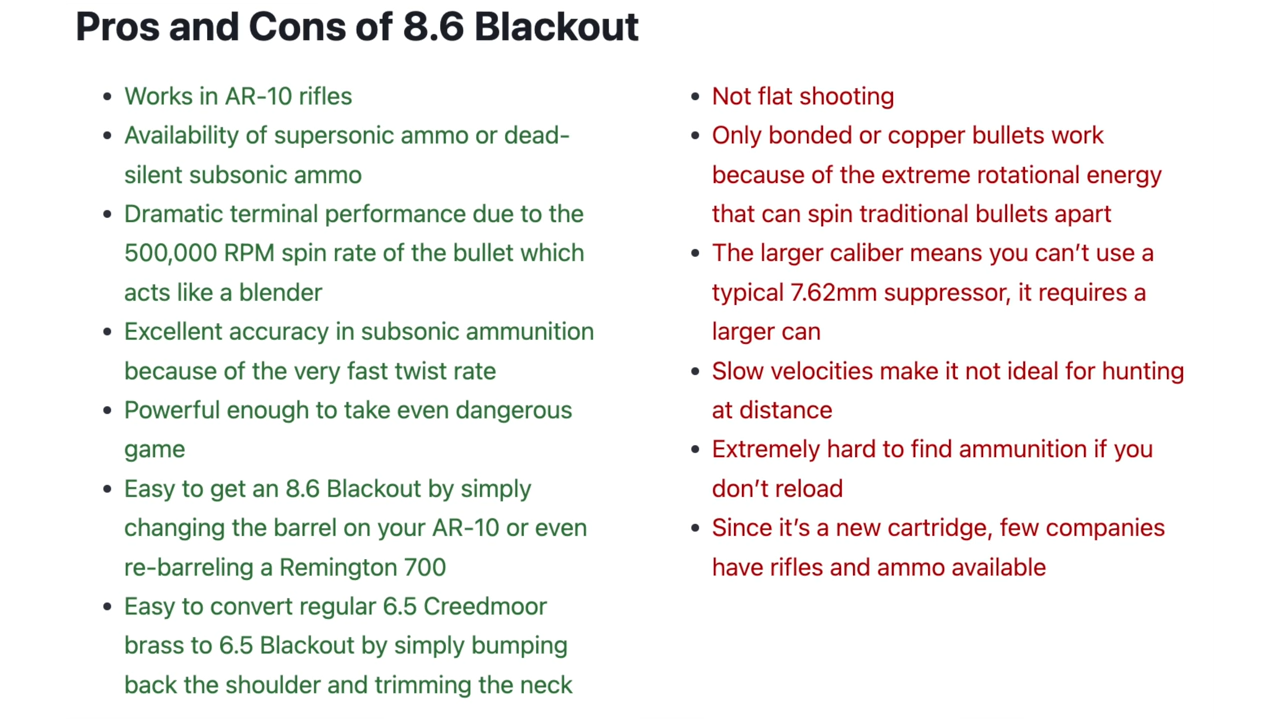 Pros and Cons of 8.6 Blackout
Works in AR-10 rifles
Availability of supersonic ammo or dead-
silent subsonic ammo
Dramatic terminal performance due to the
500,000 RPM spin rate of the bullet which
acts like a blender
Excellent accuracy in subsonic ammunition
because of the very fast twist rate
Powerful enough to take even dangerous
game
Easy to get an 8.6 Blackout by simply
changing the barrel on your AR-10 or even
re-barreling a Remington 700
Easy to convert regular 6.5 Creedmoor
brass to 6.5 Blackout by simply bumping
back the shoulder and trimming the neck
Not flat shooting
Only bonded or copper bullets work
because of the extreme rotational energy
that can spin traditional bullets apart
The larger caliber means you can’t use a
typical 7.62mm suppressor, it requires a
larger can
Slow velocities make it not ideal for hunting
at distance
Extremely hard to find ammunition if you
don’t reload
Since it’s a new cartridge, few companies
have rifles and ammo available